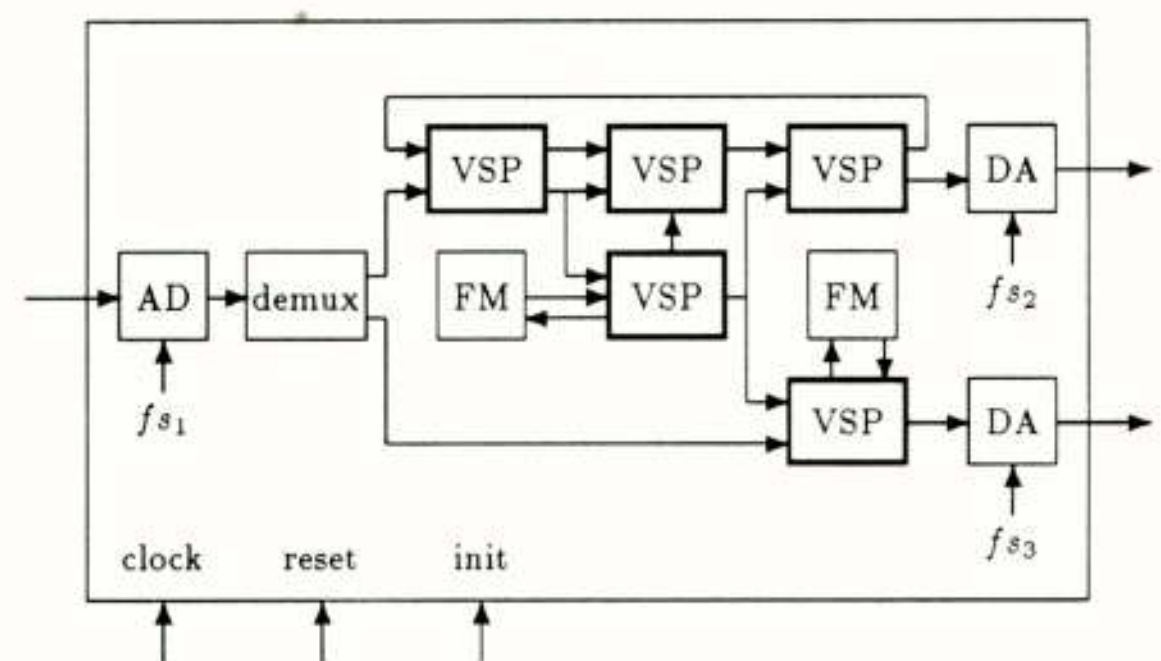 VSP
VSP
VSP
DA
AD
demux
FM
VSP
FM
fs₂
fs₁
VSP
DA
fs₃
clock
reset
init